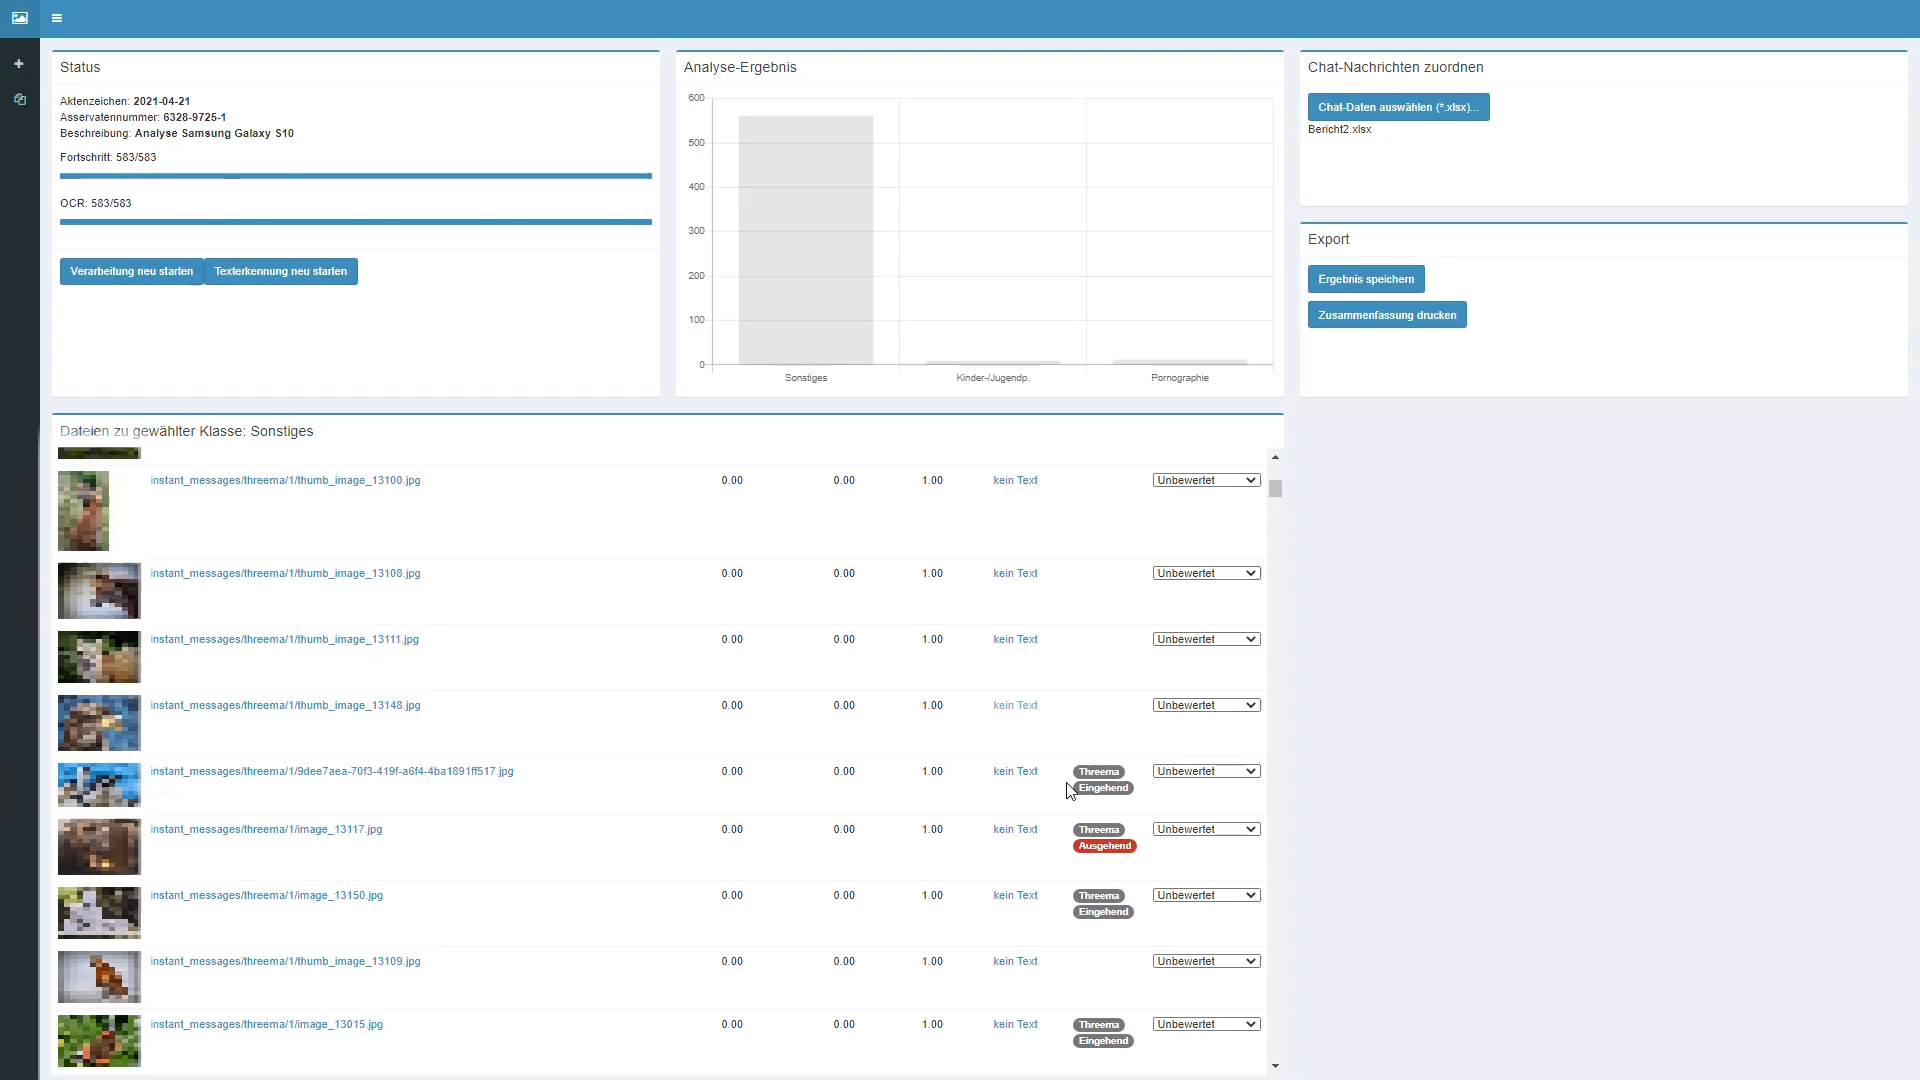 Status
Aktenzeichen: 2021-04-21
Asservatennummer: 6328-9725-1
Beschreibung: Analyse Samsung Galaxy S10
Fortschritt: 583/583
OCR: 583/583
Verarbeitung neu starten
Texterkennung neu starten
Analyse-Ergebnis
600
500
400
300
200
100
0
Sonstiges
Kinder-/Jugendp.
Pornographie
Chat-Nachrichten zuordnen
Chat-Daten auswählen (*.xlsx)...
Bericht2.xlsx
Export
Ergebnis speichern
Zusammenfassung drucken
Dateien zu gewählter Klasse: Sonstiges
instant_messages/threema/1/thumb_image_13100.jpg 0.00 0.00 1.00 kein Text Unbewertet
instant_messages/threema/1/thumb_image_13108.jpg 0.00 0.00 1.00 kein Text Unbewertet
instant_messages/threema/1/thumb_image_13111.jpg 0.00 0.00 1.00 kein Text Unbewertet
instant_messages/threema/1/thumb_image_13148.jpg 0.00 0.00 1.00 kein Text Unbewertet
instant_messages/threema/1/9dee7aea-70f3-419f-a6f4-4ba1891ff517.jpg 0.00 0.00 1.00 kein Text Threema Unbewertet
Eingehend
instant_messages/threema/1/image_13117.jpg 0.00 0.00 1.00 kein Text Threema Unbewertet
Ausgehend
instant_messages/threema/1/image_13150.jpg 0.00 0.00 1.00 kein Text Threema Unbewertet
Eingehend
instant_messages/threema/1/thumb_image_13109.jpg 0.00 0.00 1.00 kein Text Unbewertet
instant_messages/threema/1/image_13015.jpg 0.00 0.00 1.00 kein Text Threema Unbewertet
Eingehend